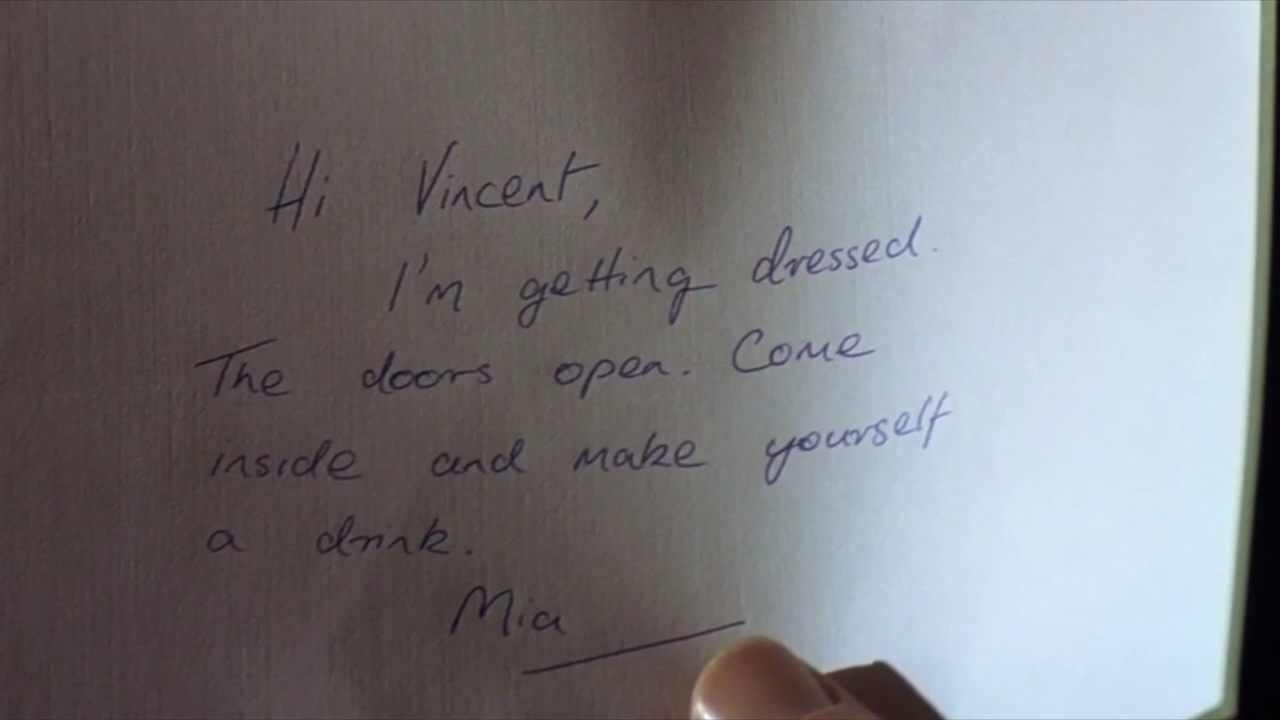 Hi Vincent,
I'm getting dressed.
The doors open. Come
inside and make yourself
a drink.
Mia